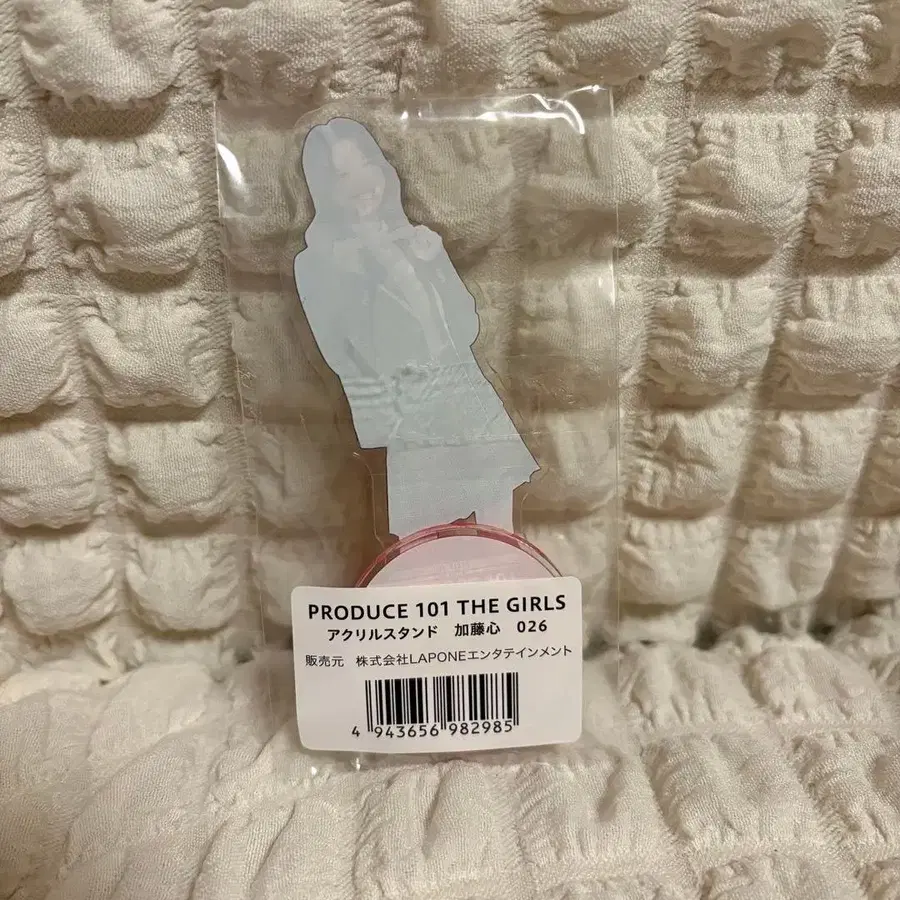 PRODUCE 101 THE GIRLS
アクリルスタンド　加藤心　026
販売元　株式会社LAPONEエンタテインメント
4 943656 982985